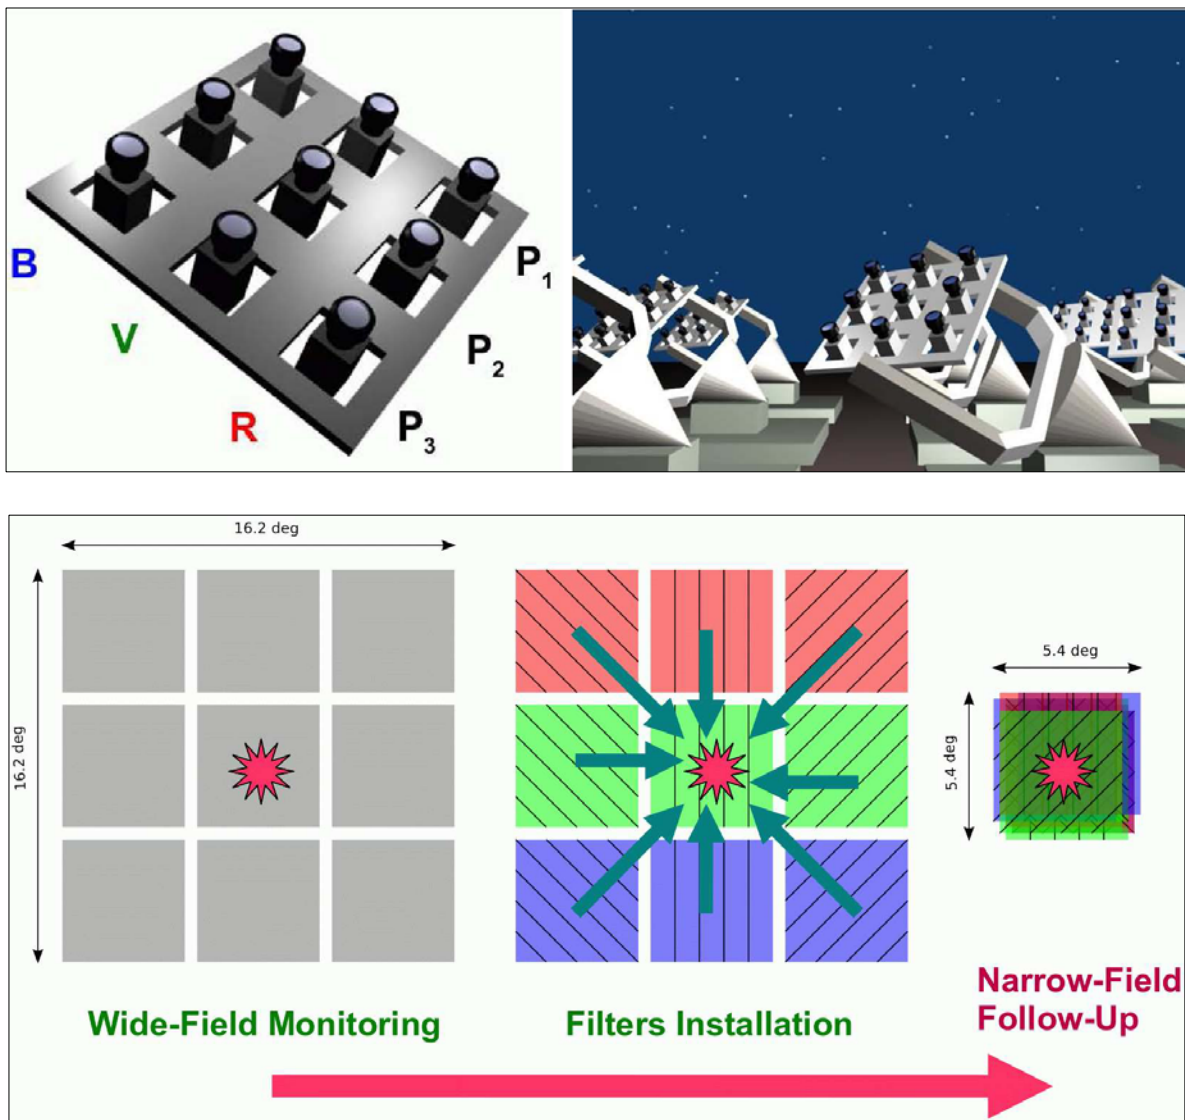 B
V
R
P1
P2
P3
16.2 deg
16.2 deg
5.4 deg
5.4 deg
Wide-Field Monitoring
Filters Installation
Narrow-Field
Follow-Up